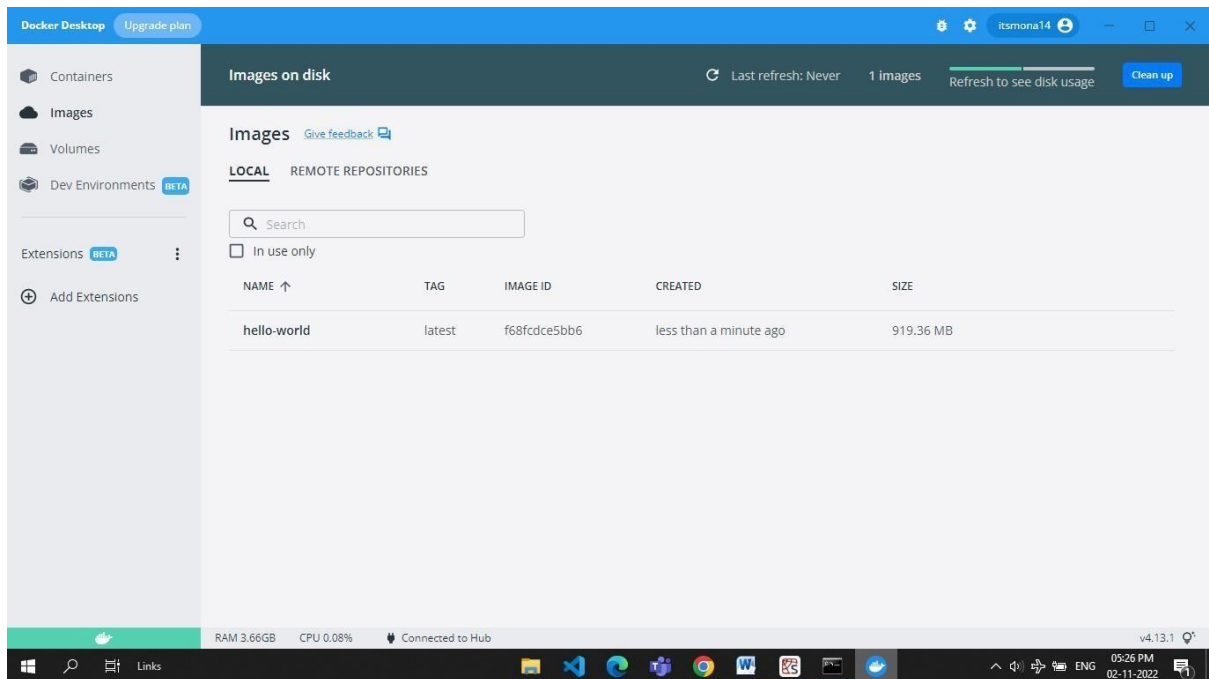 Docker Desktop Upgrade plan itsmona14
Containers
Images
Volumes
Dev Environments BETA
Extensions BETA
Add Extensions
Images on disk Last refresh: Never 1 images Refresh to see disk usage Clean up
Images Give feedback
LOCAL REMOTE REPOSITORIES
Search
In use only
NAME TAG IMAGE ID CREATED SIZE
hello-world latest f68fcdce5bb6 less than a minute ago 919.36 MB
RAM 3.66GB CPU 0.08% Connected to Hub v4.13.1
Links ENG 05:26 PM
02-11-2022